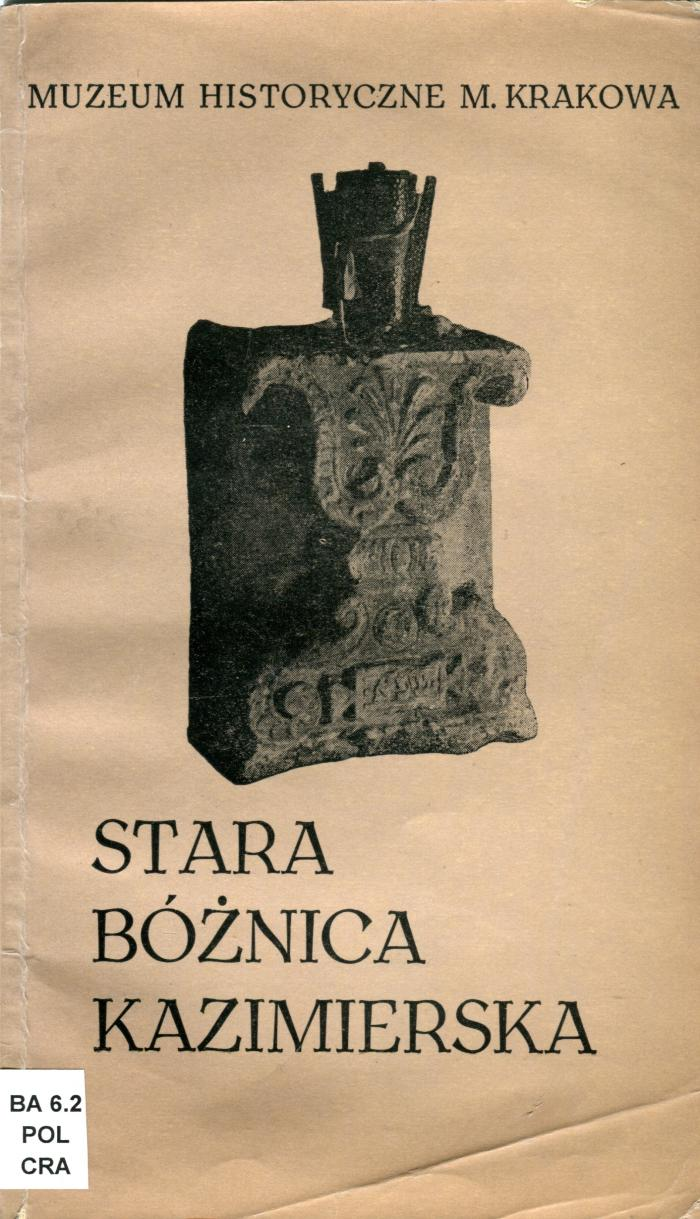 MUZEUM HISTORYCZNE M. KRAKOWA
STARA
BÓŻNICA
KAZIMIERSKA
BA 6.2
POL
CRA